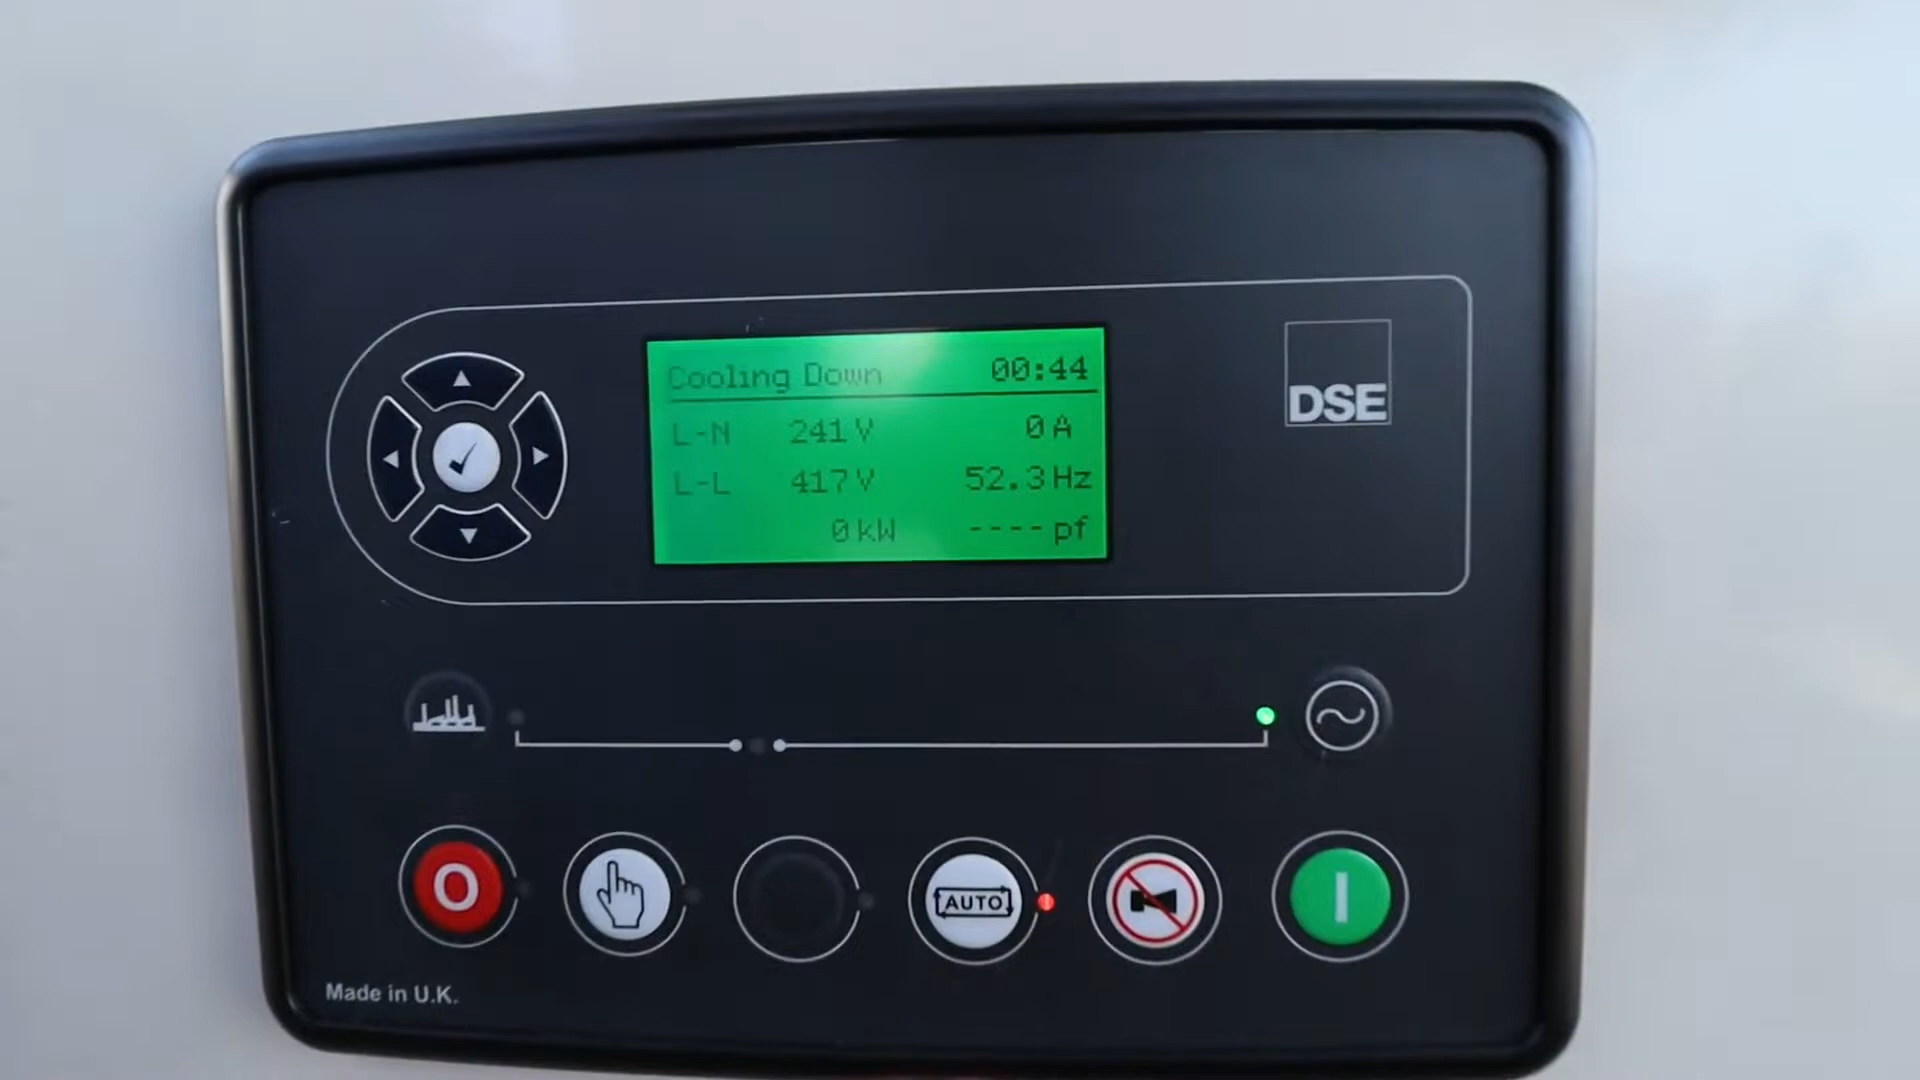 Cooling Down 00:44
L-N 241 V 0 A
L-L 417 V 52.3 Hz
0 kW ---- pf
DSE
O
AUTO
I
Made in U.K.